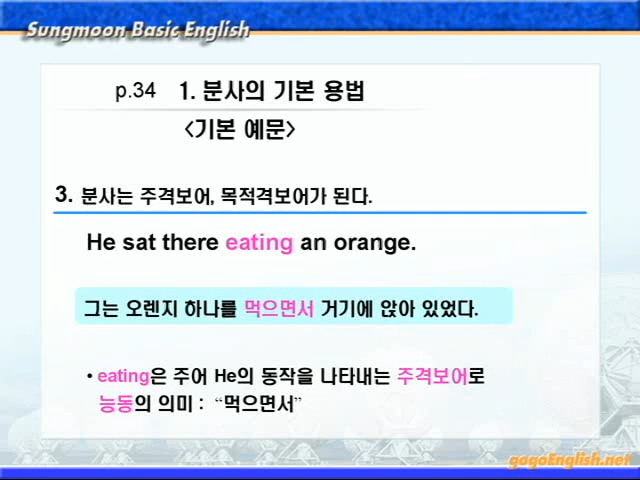 Sungmoon Basic English
p.34 1. 분사의 기본 용법
<기본 예문>
3. 분사는 주격보어, 목적격보어가 된다.
He sat there eating an orange.
그는 오렌지 하나를 먹으면서 거기에 앉아 있었다.
• eating은 주어 He의 동작을 나타내는 주격보어로
능동의 의미 : “먹으면서”
gogoEnglish.net